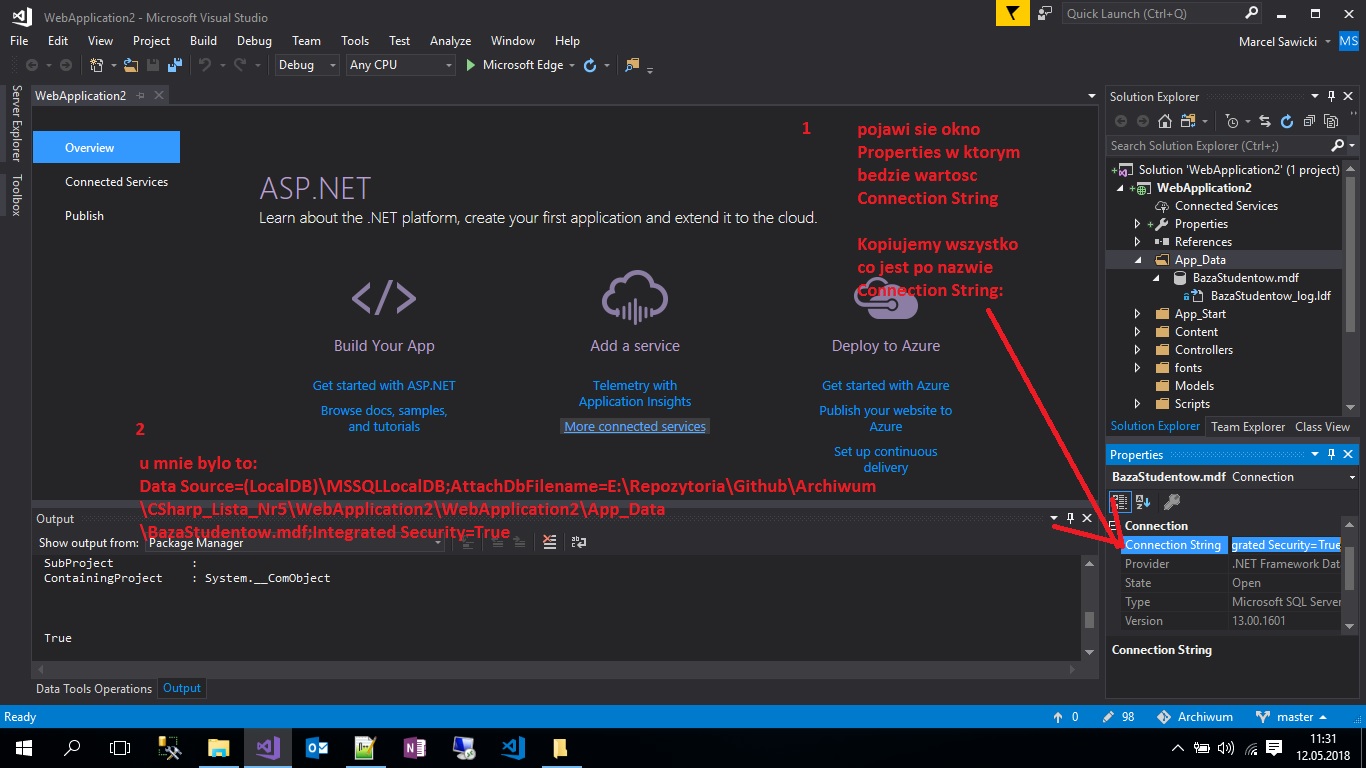 WebApplication2 - Microsoft Visual Studio
Quick Launch (Ctrl+Q)
File Edit View Project Build Debug Team Tools Test Analyze Window Help
Marcel Sawicki
MS
Debug
Any CPU
Microsoft Edge
Server Explorer
Toolbox
WebApplication2
Overview
Connected Services
Publish
ASP.NET
Learn about the .NET platform, create your first application and extend it to the cloud.
Build Your App
Get started with ASP.NET
Browse docs, samples,
and tutorials
Add a service
Telemetry with
Application Insights
More connected services
Deploy to Azure
Get started with Azure
Publish your website to
Azure
Set up continuous
delivery
1
pojawi sie okno
Properties w ktorym
bedzie wartosc
Connection String
Kopiujemy wszystko
co jest po nazwie
Connection String:
2
u mnie bylo to:
Data Source=(LocalDB)\MSSQLLocalDB;AttachDbFilename=E:\Repozytoria\Github\Archiwum
\CSharp_Lista_Nr5\WebApplication2\WebApplication2\App_Data
\BazaStudentow.mdf;Integrated Security=True
Output
Show output from: Package Manager
SubProject :
ContainingProject : System.__ComObject
True
Data Tools Operations
Output
Solution Explorer
Search Solution Explorer (Ctrl+;)
Solution 'WebApplication2' (1 project)
WebApplication2
Connected Services
Properties
References
App_Data
BazaStudentow.mdf
BazaStudentow_log.ldf
App_Start
Content
Controllers
fonts
Models
Scripts
Solution Explorer
Team Explorer
Class View
Properties
BazaStudentow.mdf Connection
Connection
Connection String grated Security=True
Provider .NET Framework Dat
State Open
Type Microsoft SQL Server
Version 13.00.1601
Connection String
Ready
0
98
Archiwum
master
11:31
12.05.2018